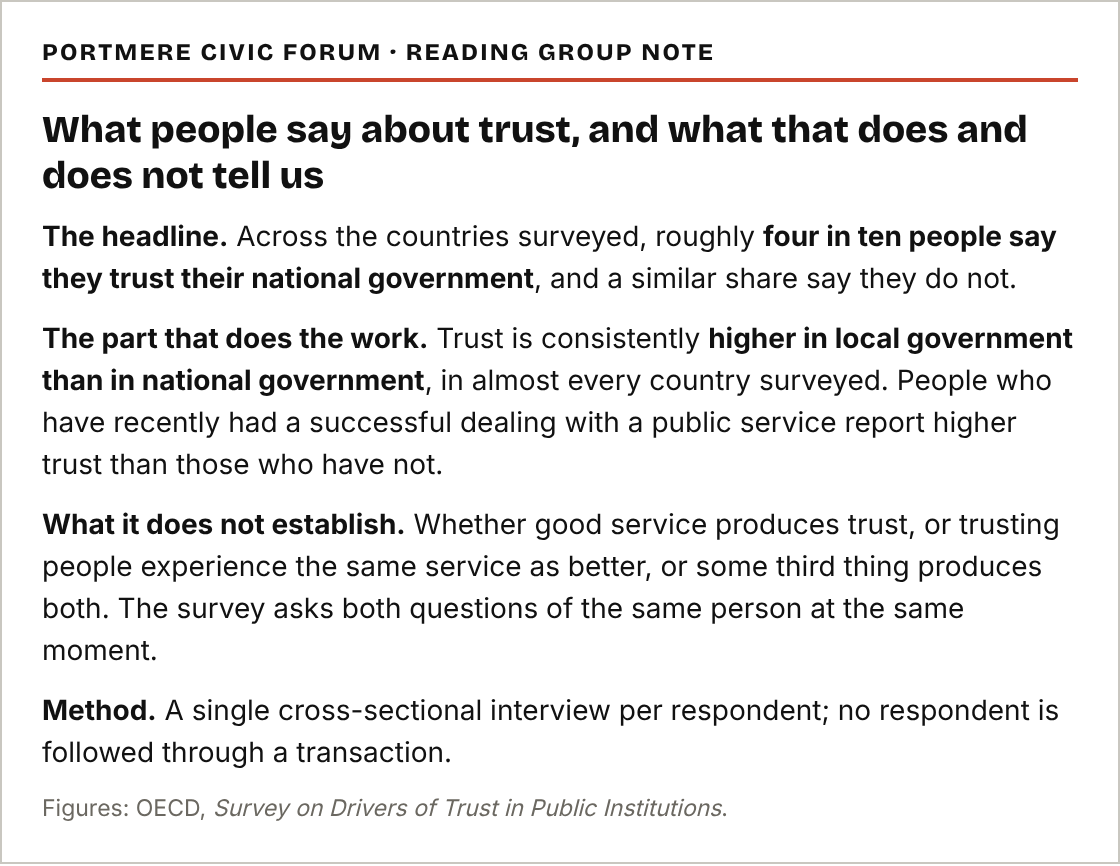 PORTMERE CIVIC FORUM · READING GROUP NOTE
What people say about trust, and what that does and
does not tell us
The headline. Across the countries surveyed, roughly four in ten people say
they trust their national government, and a similar share say they do not.
The part that does the work. Trust is consistently higher in local government
than in national government, in almost every country surveyed. People who
have recently had a successful dealing with a public service report higher
trust than those who have not.
What it does not establish. Whether good service produces trust, or trusting
people experience the same service as better, or some third thing produces
both. The survey asks both questions of the same person at the same
moment.
Method. A single cross-sectional interview per respondent; no respondent is
followed through a transaction.
Figures: OECD, Survey on Drivers of Trust in Public Institutions.